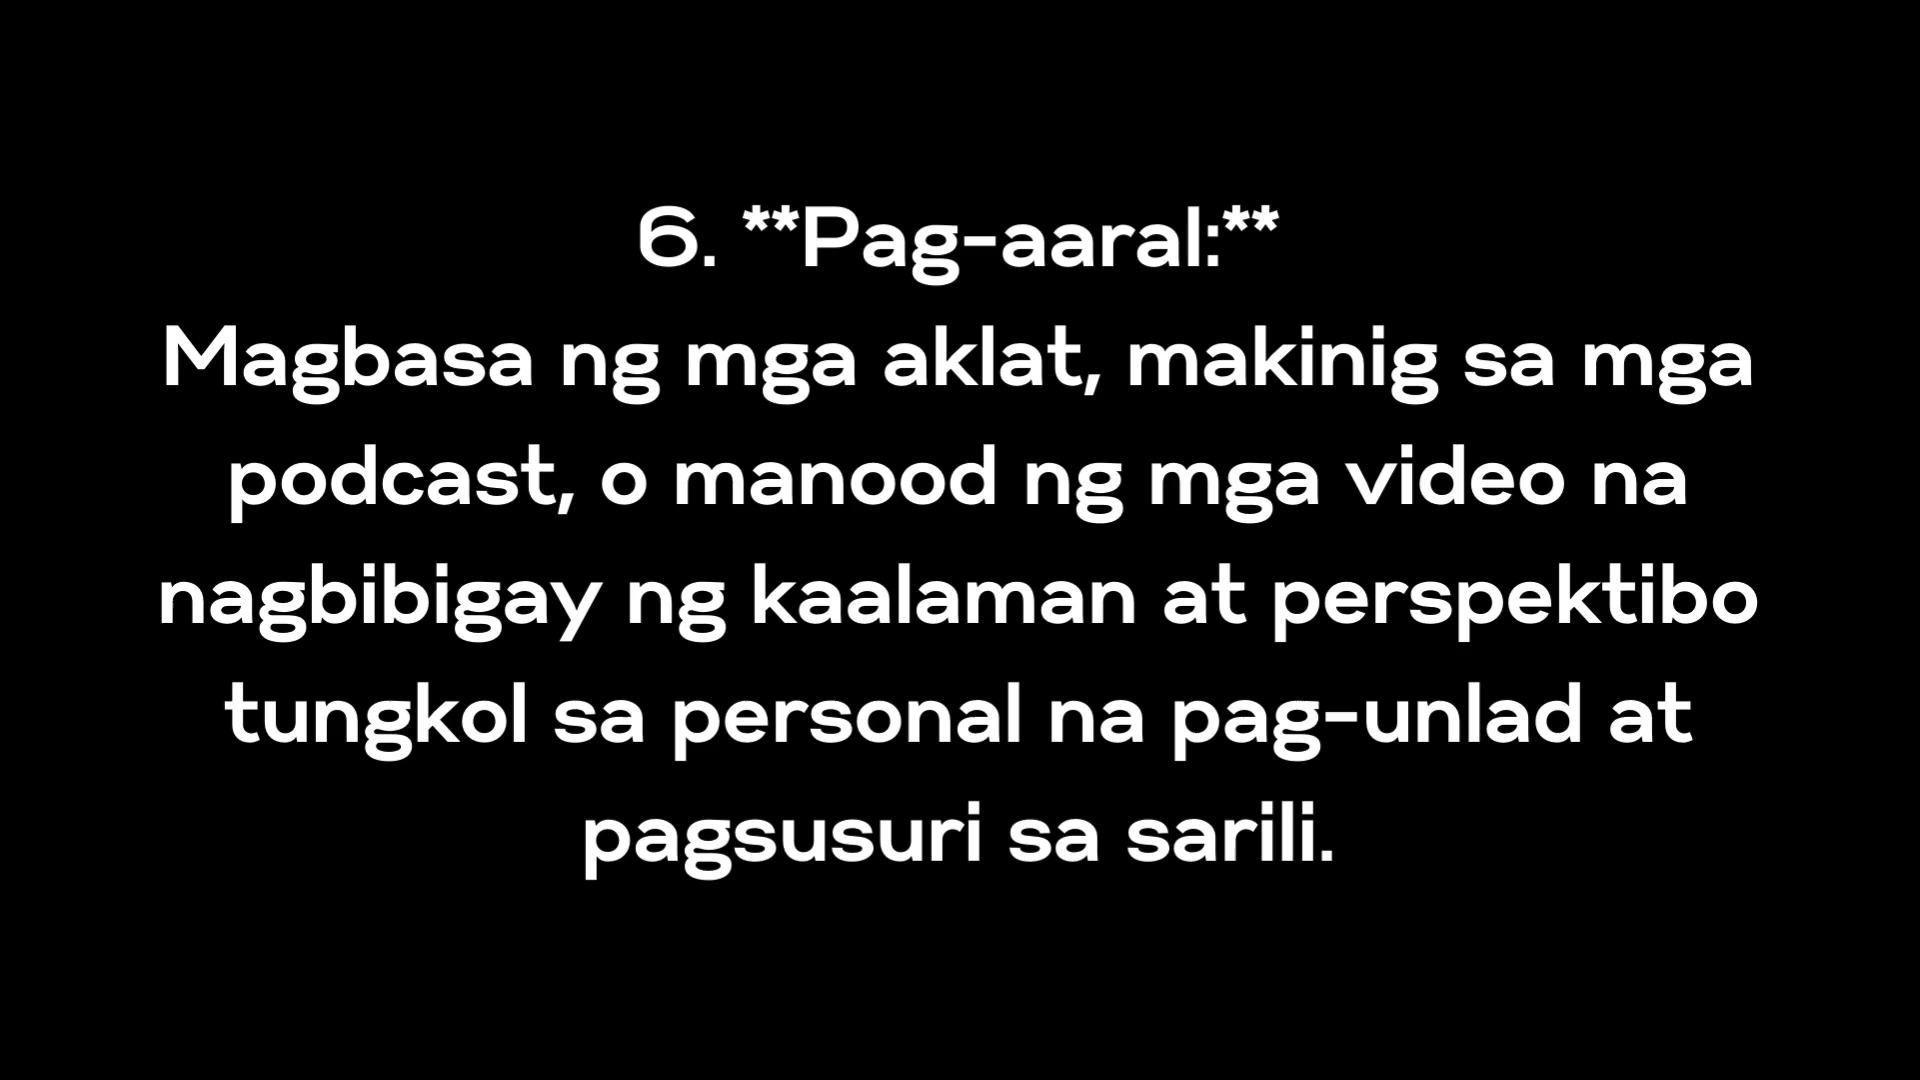 6. **Pag-aaral:**
Magbasa ng mga aklat, makinig sa mga
podcast, o manood ng mga video na
nagbibigay ng kaalaman at perspektibo
tungkol sa personal na pag-unlad at
pagsusuri sa sarili.